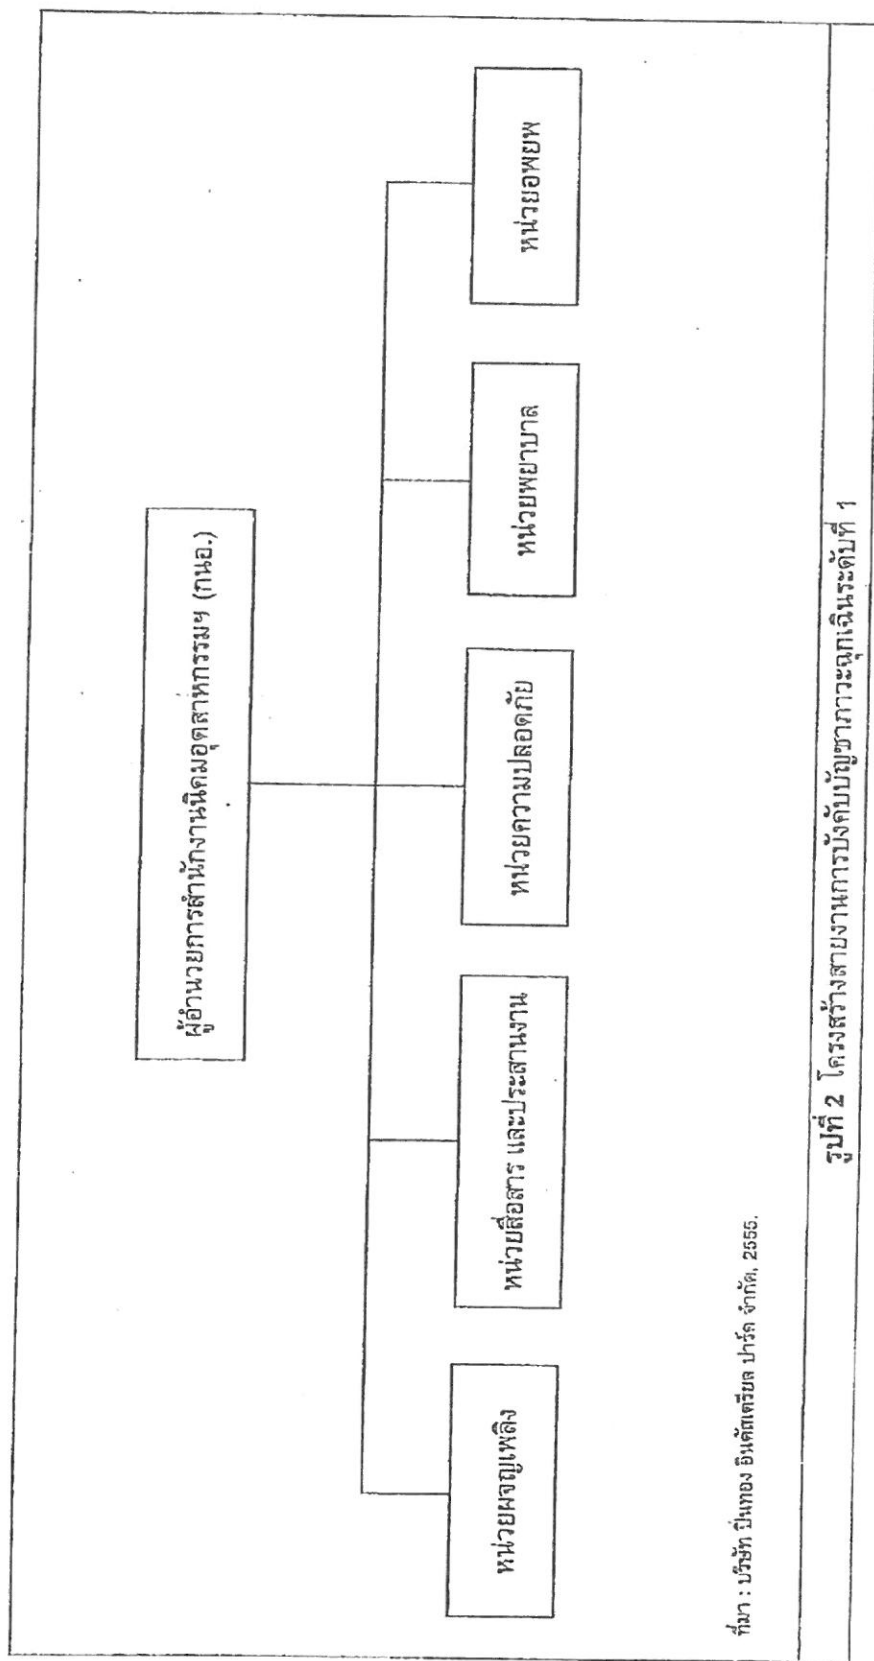 ผู้อำนวยการสำนักงานนิคมอุตสาหกรรมฯ (กนอ.)
หน่วยผจญเพลิง
หน่วยสื่อสาร และประสานงาน
หน่วยความปลอดภัย
หน่วยพยาบาล
หน่วยอพยพ
ที่มา : บริษัท ปิ่นทอง อินดัสเตรียล ปาร์ค จำกัด, 2555.
รูปที่ 2 โครงสร้างสายงานการบังคับบัญชาภาวะฉุกเฉินระดับที่ 1